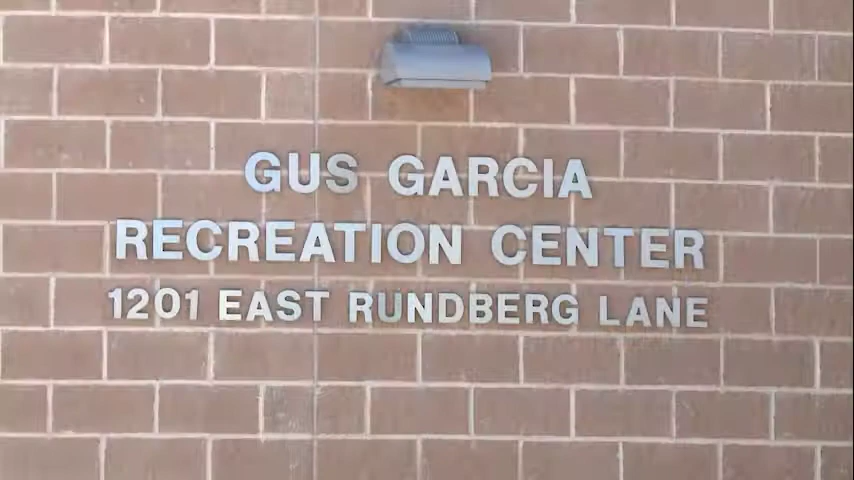 GUS GARCIA
RECREATION CENTER
1201 EAST RUNDBERG LANE